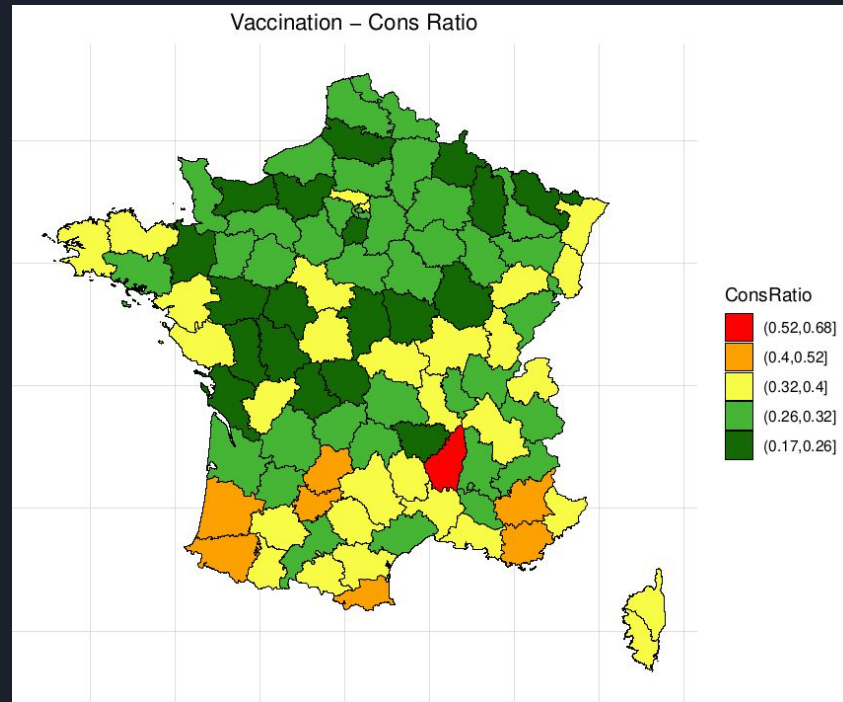 Vaccination – Cons Ratio
ConsRatio
(0.52,0.68]
(0.4,0.52]
(0.32,0.4]
(0.26,0.32]
(0.17,0.26]